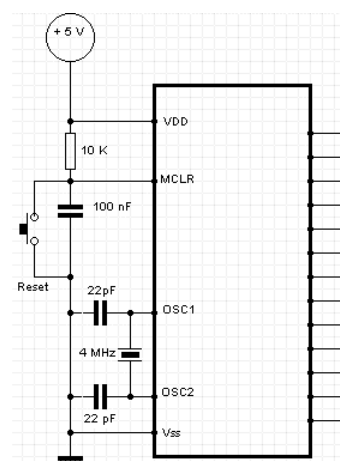 + 5 V
VDD
10 K
MCLR
100 nF
Reset
22pF
OSC1
4 MHz
OSC2
22 pF
Vss